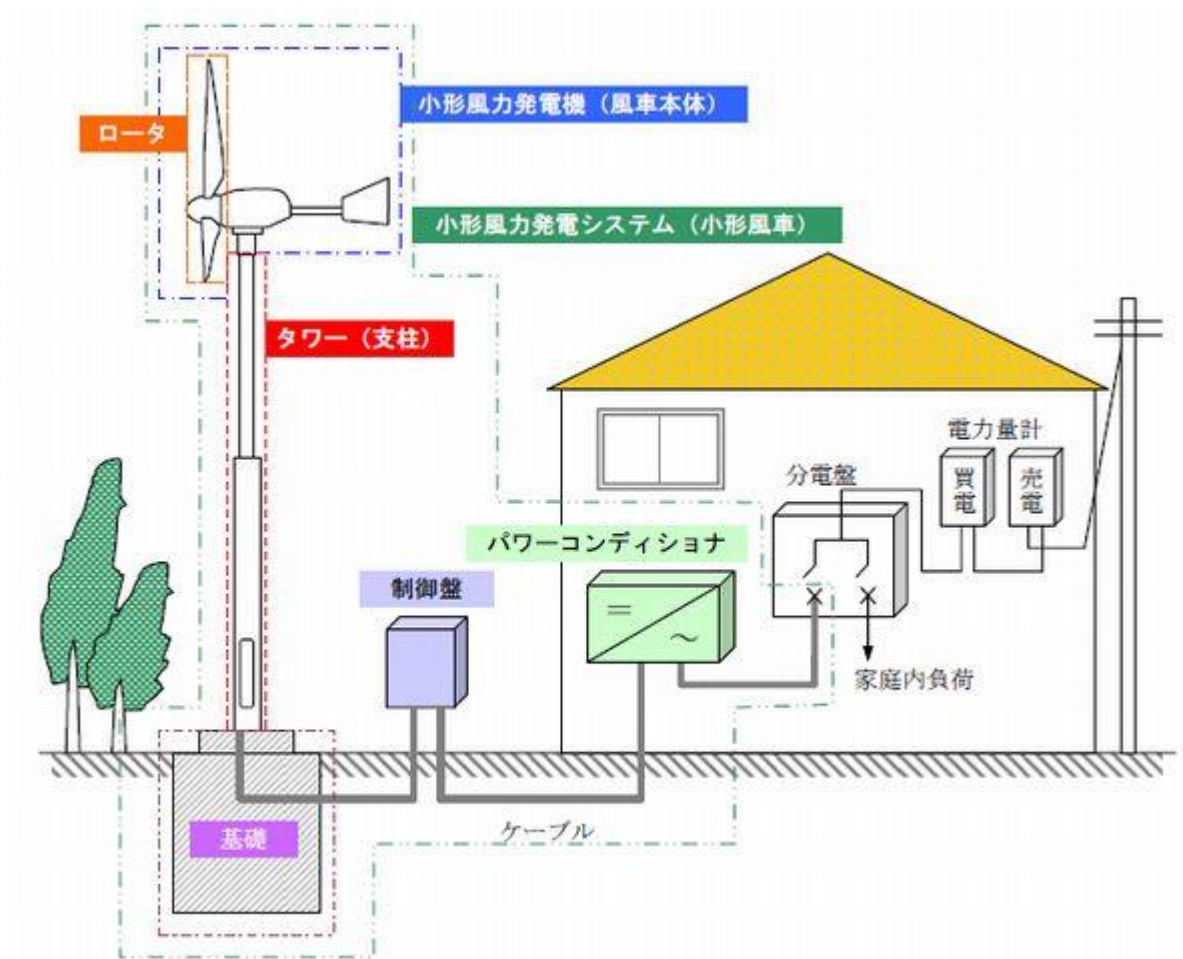 小形風力発電機（風車本体）
ロータ
小形風力発電システム（小形風車）
タワー（支柱）
電力量計
買電
売電
分電盤
パワーコンディショナ
制御盤
家庭内負荷
ケーブル
基礎